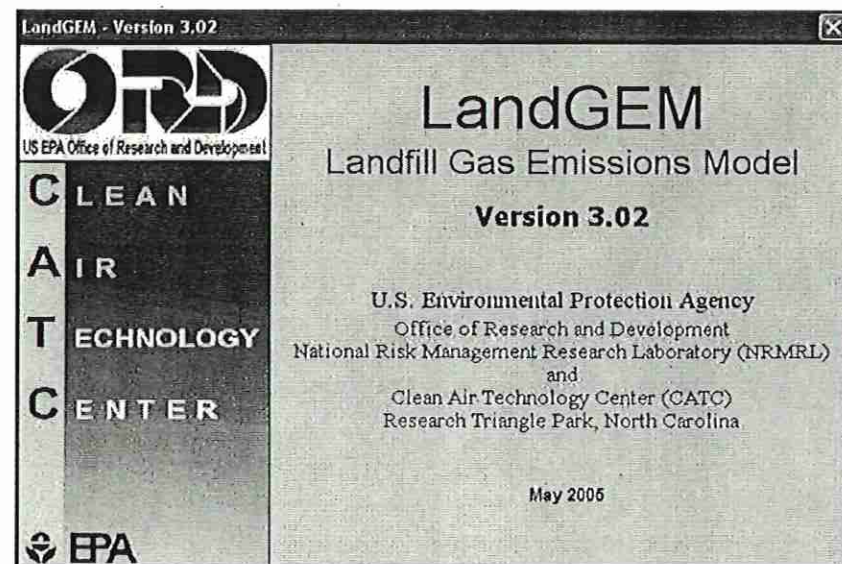 LandGEM - Version 3.02
ORD
US EPA Office of Research and Development
CLEAN
AIR
TECHNOLOGY
CENTER
EPA
LandGEM
Landfill Gas Emissions Model
Version 3.02
U.S. Environmental Protection Agency
Office of Research and Development
National Risk Management Research Laboratory (NRMRL)
and
Clean Air Technology Center (CATC)
Research Triangle Park, North Carolina
May 2005